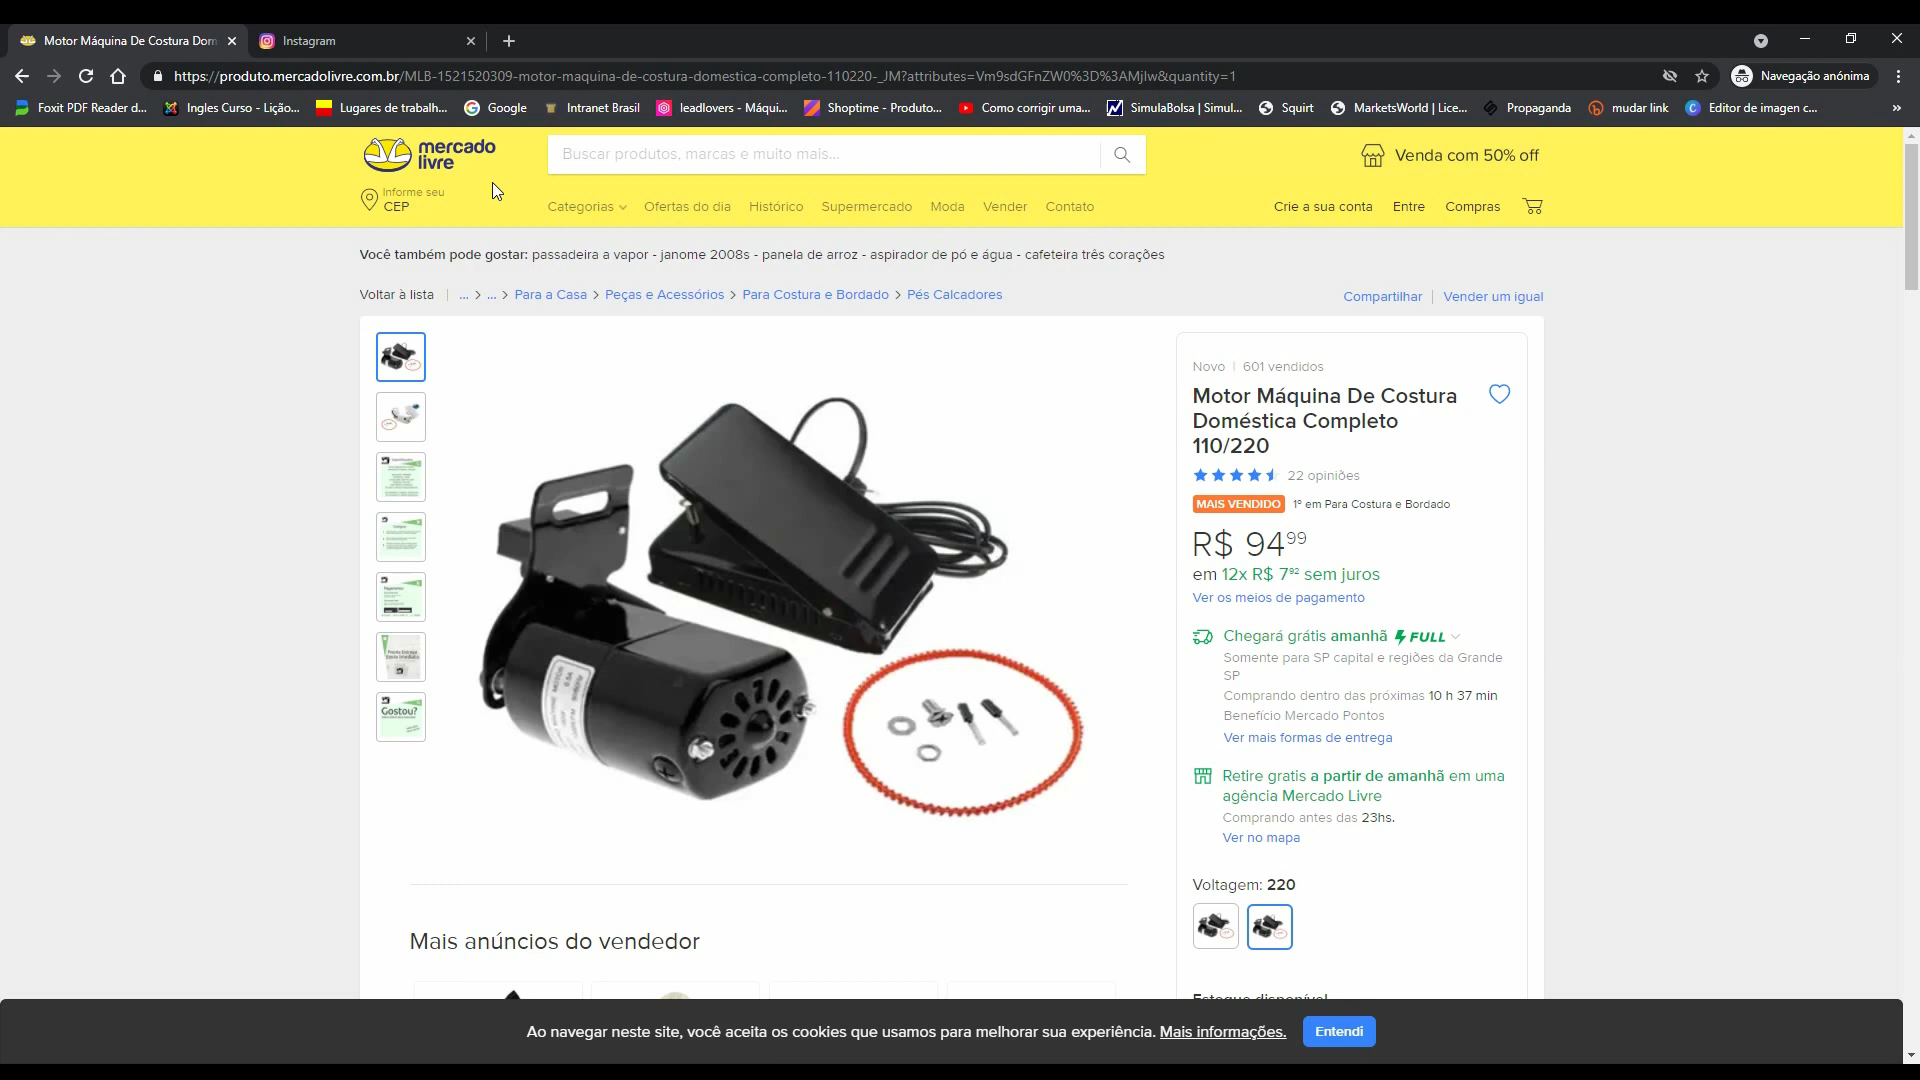 Motor Máquina De Costura Dom
Instagram
Navegação anónima
https://produto.mercadolivre.com.br/MLB-1521520309-motor-maquina-de-costura-domestica-completo-110220-_JM?attributes=Vm9sdGFnZW0%3D%3AMjIw&quantity=1
Foxit PDF Reader d...
Ingles Curso - Lição...
Lugares de trabalh...
Google
Intranet Brasil
leadlovers - Máqui...
Shoptime - Produto...
Como corrigir uma...
SimulaBolsa | Simul...
Squirt
MarketsWorld | Lice...
Propaganda
mudar link
Editor de imagen c...
mercado
livre
Buscar produtos, marcas e muito mais...
Venda com 50% off
Informe seu
CEP
Categorias
Ofertas do dia
Histórico
Supermercado
Moda
Vender
Contato
Crie a sua conta
Entre
Compras
Você também pode gostar: passadeira a vapor - janome 2008s - panela de arroz - aspirador de pó e água - cafeteira três corações
Voltar à lista | ... > ... > Para a Casa > Peças e Acessórios > Para Costura e Bordado > Pés Calcadores
Compartilhar | Vender um igual
Novo | 601 vendidos
Motor Máquina De Costura
Doméstica Completo
110/220
22 opiniões
MAIS VENDIDO 1º em Para Costura e Bordado
R$ 94 99
em 12x R$ 7 92 sem juros
Ver os meios de pagamento
Chegará grátis amanhã FULL
Somente para SP capital e regiões da Grande
SP
Comprando dentro das próximas 10 h 37 min
Benefício Mercado Pontos
Ver mais formas de entrega
Retire gratis a partir de amanhã em uma
agência Mercado Livre
Comprando antes das 23hs.
Ver no mapa
Voltagem: 220
Gostou?
Mais anúncios do vendedor
Estoque disponível
Ao navegar neste site, você aceita os cookies que usamos para melhorar sua experiência. Mais informações.
Entendi